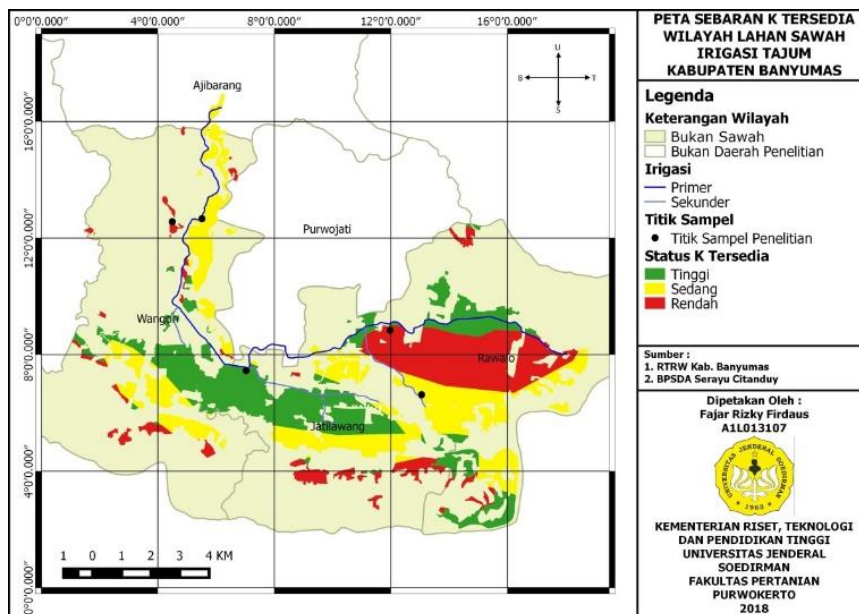 0°0'0.000" 4°0'0.000" 8°0'0.000" 12°0'0.000" 16°0'0.000"
16°0'0.000"
12°0'0.000"
8°0'0.000"
4°0'0.000"
0°0'0.000"
Ajibarang
U
B T
S
Purwojati
Wangon
Rawalo
Jatilawang
1 0 1 2 3 4 KM
PETA SEBARAN K TERSEDIA
WILAYAH LAHAN SAWAH
IRIGASI TAJUM
KABUPATEN BANYUMAS
Legenda
Keterangan Wilayah
Bukan Sawah
Bukan Daerah Penelitian
Irigasi
Primer
Sekunder
Titik Sampel
Titik Sampel Penelitian
Status K Tersedia
Tinggi
Sedang
Rendah
Sumber :
1. RTRW Kab. Banyumas
2. BPSDA Serayu Citanduy
Dipetakan Oleh :
Fajar Rizky Firdaus
A1L013107
UNIVERSITAS JENDERAL SOEDIRMAN
1963
KEMENTERIAN RISET, TEKNOLOGI
DAN PENDIDIKAN TINGGI
UNIVERSITAS JENDERAL
SOEDIRMAN
FAKULTAS PERTANIAN
PURWOKERTO
2018